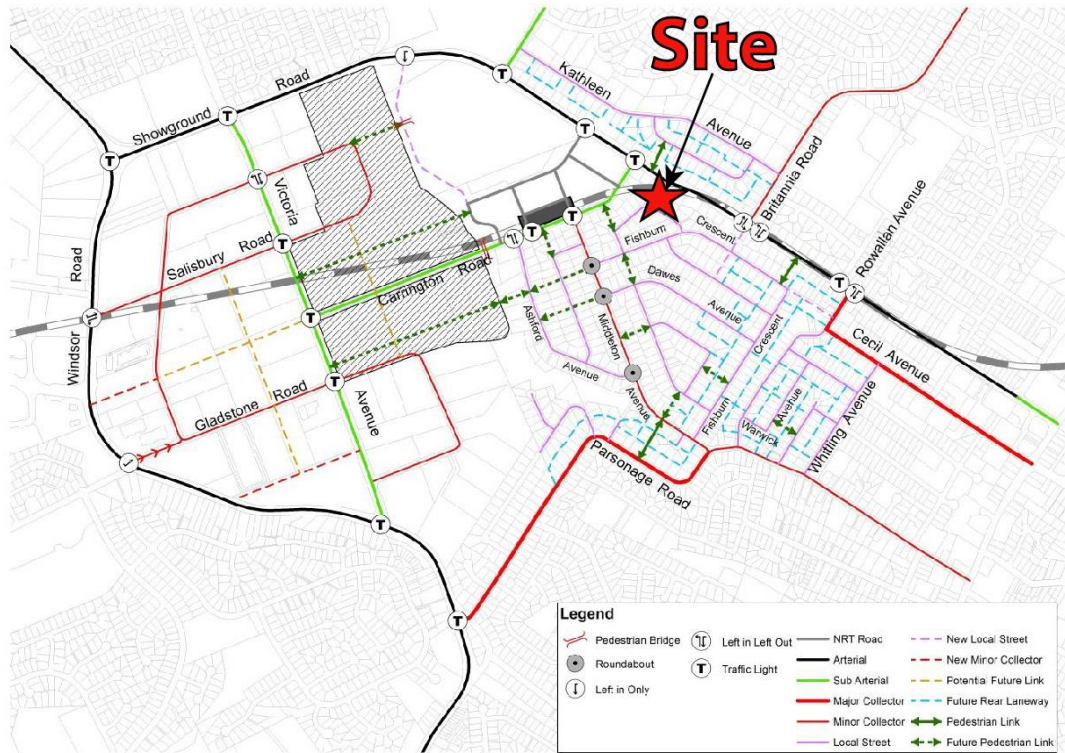 Site
Kathleen
Avenue
Showground
Road
Britannia Road
Rowallan Avenue
Victoria
Crescent
Fishburn
Salisbury
Road
Road
Carrington
Road
Dawes
Avenue
Crescent
Windsor
Ashford
Middleton
Cecil Avenue
Gladstone
Road
Avenue
Avenue
Avenue
Fishburn
Avenue
Warwick
Whitling Avenue
Parsonage
Road
T
T
T
T
T
T
T
T
T
T
T
T
T
T
Legend
Pedestrian Bridge
Roundabout
Left in Only
Left in Left Out
T
Traffic Light
NRT Road
Arterial
Sub Arterial
Major Collector
Minor Collector
Local Street
New Local Street
New Minor Collector
Potential Future Link
Future Rear Laneway
Pedestrian Link
Future Pedestrian Link